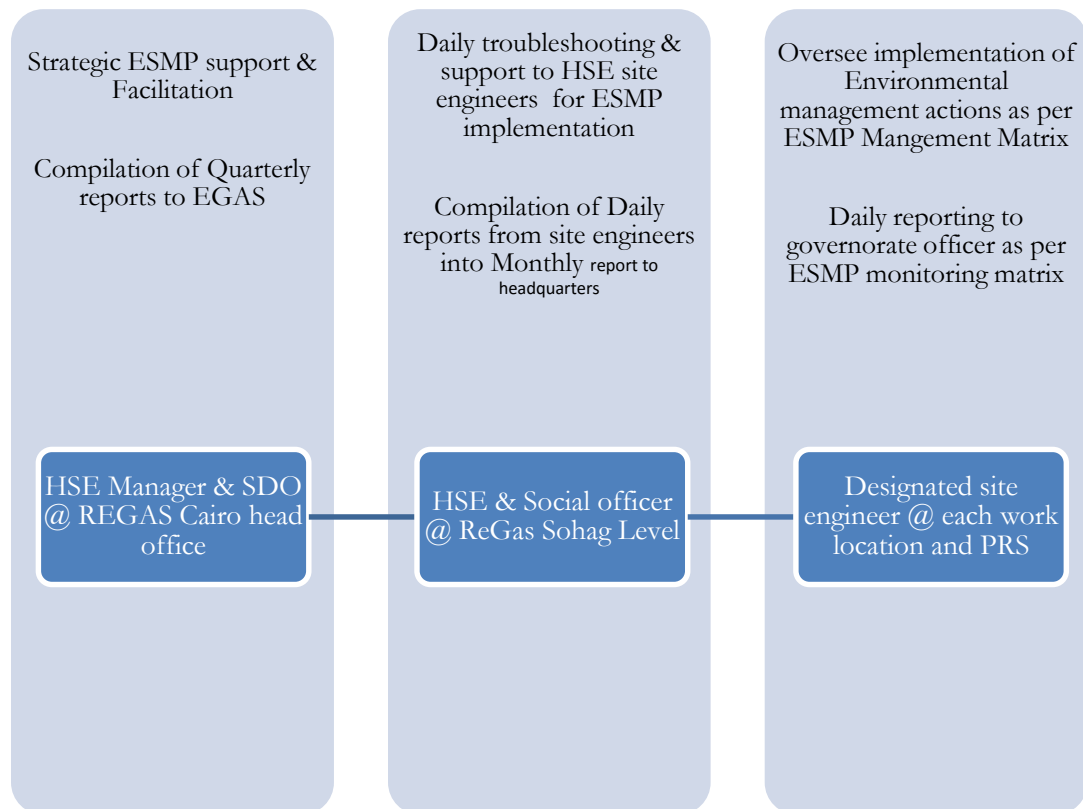 Strategic ESMP support &
Facilitation
Compilation of Quarterly
reports to EGAS
HSE Manager & SDO
@ REGAS Cairo head
office
Daily troubleshooting &
support to HSE site
engineers for ESMP
implementation
Compilation of Daily
reports from site engineers
into Monthly report to
headquarters
HSE & Social officer
@ ReGas Sohag Level
Oversee implementation of
Environmental
management actions as per
ESMP Mangement Matrix
Daily reporting to
governorate officer as per
ESMP monitoring matrix
Designated site
engineer @ each work
location and PRS